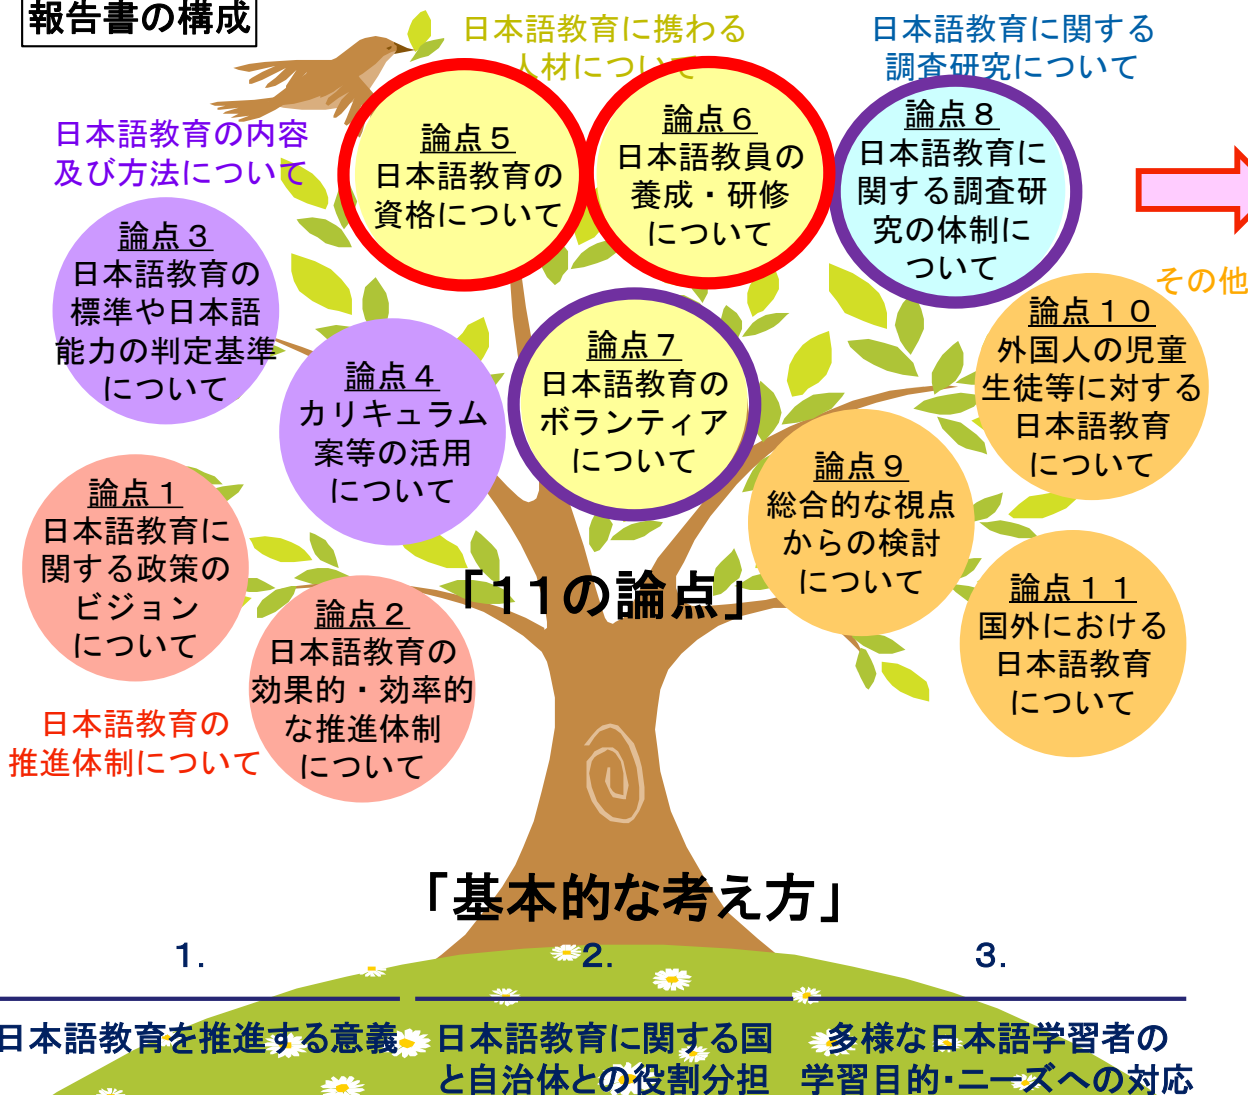 報告書の構成
日本語教育に携わる
人材について
日本語教育に関する
調査研究について
日本語教育の内容
及び方法について
論点５
日本語教育の
資格について
論点６
日本語教員の
養成・研修
について
論点８
日本語教育に
関する調査研
究の体制に
ついて
論点３
日本語教育の
標準や日本語
能力の判定基準
について
論点４
カリキュラム
案等の活用
について
論点７
日本語教育の
ボランティア
について
その他
論点１０
外国人の児童
生徒等に対する
日本語教育
について
論点９
総合的な視点
からの検討
について
論点１
日本語教育に
関する政策の
ビジョン
について
論点２
日本語教育の
効果的・効率的
な推進体制
について
論点１１
国外における
日本語教育
について
「11の論点」
日本語教育の
推進体制について
「基本的な考え方」
1.
日本語教育を推進する意義
2.
日本語教育に関する国
と自治体との役割分担
3.
多様な日本語学習者の
学習目的・ニーズへの対応